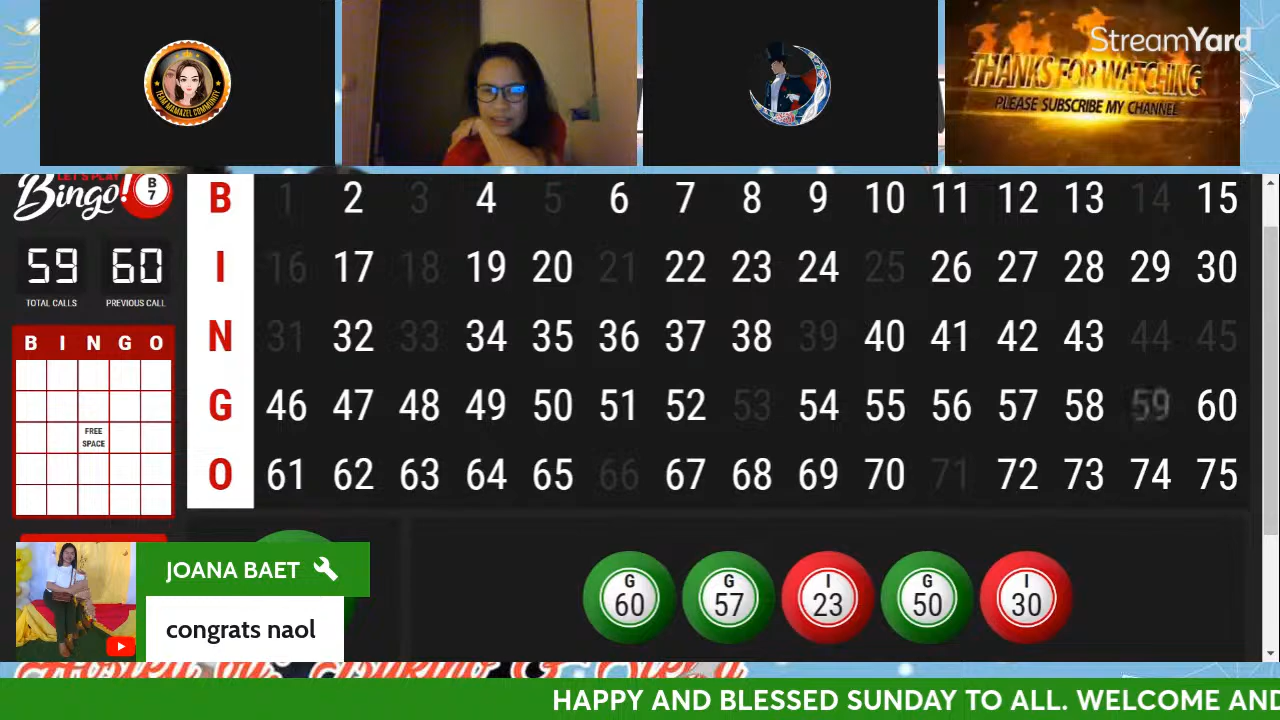 TEAM MAMAZEL COMMUNITY
StreamYard
THANKS FOR WATCHING
PLEASE SUBSCRIBE MY CHANNEL
LET'S PLAY
Bingo!
B
7
59 60
TOTAL CALLS PREVIOUS CALL
B I N G O
FREE
SPACE
B 1 2 3 4 5 6 7 8 9 10 11 12 13 14 15
I 16 17 18 19 20 21 22 23 24 25 26 27 28 29 30
N 31 32 33 34 35 36 37 38 39 40 41 42 43 44 45
G 46 47 48 49 50 51 52 53 54 55 56 57 58 59 60
O 61 62 63 64 65 66 67 68 69 70 71 72 73 74 75
G G I G I
60 57 23 50 30
JOANA BAET
congrats naol
HAPPY AND BLESSED SUNDAY TO ALL. WELCOME AND